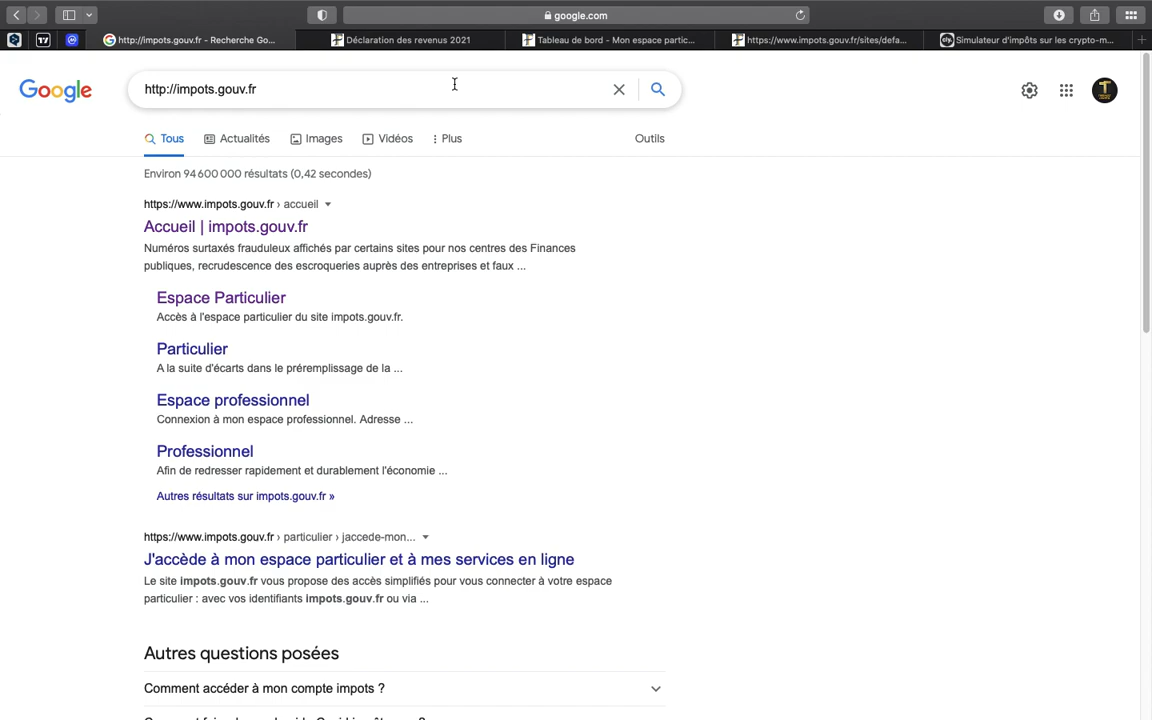 google.com
http://impots.gouv.fr - Recherche Go...
Déclaration des revenus 2021
Tableau de bord - Mon espace partic...
https://www.impots.gouv.fr/sites/defa...
Simulateur d'impôts sur les crypto-m...
Google
http://impots.gouv.fr
Tous
Actualités
Images
Vidéos
Plus
Outils
Environ 94 600 000 résultats (0,42 secondes)
https://www.impots.gouv.fr › accueil
Accueil | impots.gouv.fr
Numéros surtaxés frauduleux affichés par certains sites pour nos centres des Finances
publiques, recrudescence des escroqueries auprès des entreprises et faux ...
Espace Particulier
Accès à l'espace particulier du site impots.gouv.fr.
Particulier
A la suite d'écarts dans le préremplissage de la ...
Espace professionnel
Connexion à mon espace professionnel. Adresse ...
Professionnel
Afin de redresser rapidement et durablement l'économie ...
Autres résultats sur impots.gouv.fr »
https://www.impots.gouv.fr › particulier › jaccede-mon...
J'accède à mon espace particulier et à mes services en ligne
Le site impots.gouv.fr vous propose des accès simplifiés pour vous connecter à votre espace
particulier : avec vos identifiants impots.gouv.fr ou via ...
Autres questions posées
Comment accéder à mon compte impots ?